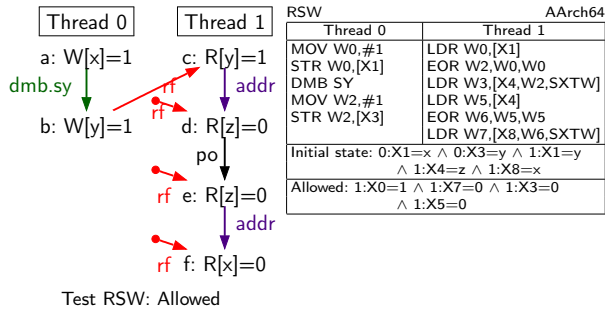 Thread 0 Thread 1
a: W[x]=1 c: R[y]=1
dmb.sy rf addr
b: W[y]=1 rf d: R[z]=0
po
rf e: R[z]=0
addr
rf f: R[x]=0
Test RSW: Allowed
RSW AArch64
Thread 0 Thread 1
MOV W0,#1 LDR W0,[X1]
STR W0,[X1] EOR W2,W0,W0
DMB SY LDR W3,[X4,W2,SXTW]
MOV W2,#1 LDR W5,[X4]
STR W2,[X3] EOR W6,W5,W5
LDR W7,[X8,W6,SXTW]
Initial state: 0:X1=x ∧ 0:X3=y ∧ 1:X1=y
∧ 1:X4=z ∧ 1:X8=x
Allowed: 1:X0=1 ∧ 1:X7=0 ∧ 1:X3=0
∧ 1:X5=0